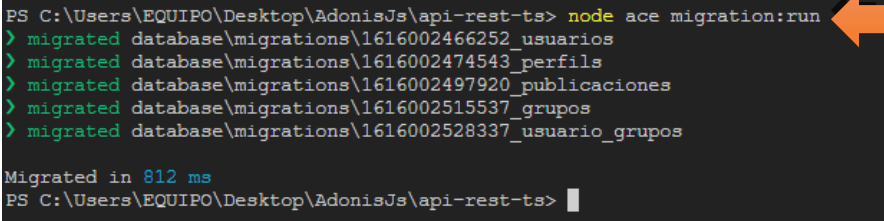 PS C:\Users\EQUIPO\Desktop\AdonisJs\api-rest-ts> node ace migration:run
❯ migrated database\migrations\1616002466252_usuarios
❯ migrated database\migrations\1616002474543_perfils
❯ migrated database\migrations\1616002497920_publicaciones
❯ migrated database\migrations\1616002515537_grupos
❯ migrated database\migrations\1616002528337_usuario_grupos
Migrated in 812 ms
PS C:\Users\EQUIPO\Desktop\AdonisJs\api-rest-ts>